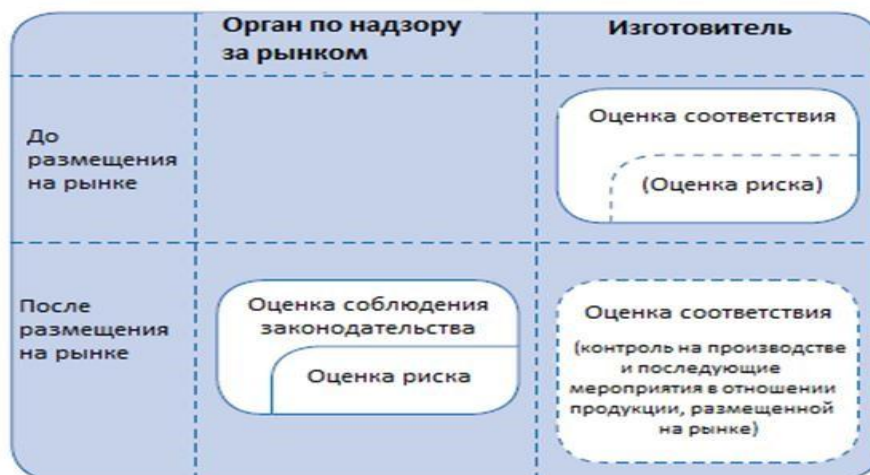 Орган по надзору
за рынком
Изготовитель
До
размещения
на рынке
Оценка соответствия
(Оценка риска)
После
размещения
на рынке
Оценка соблюдения
законодательства
Оценка риска
Оценка соответствия
(контроль на производстве
и последующие
мероприятия в отношении
продукции, размещенной
на рынке)